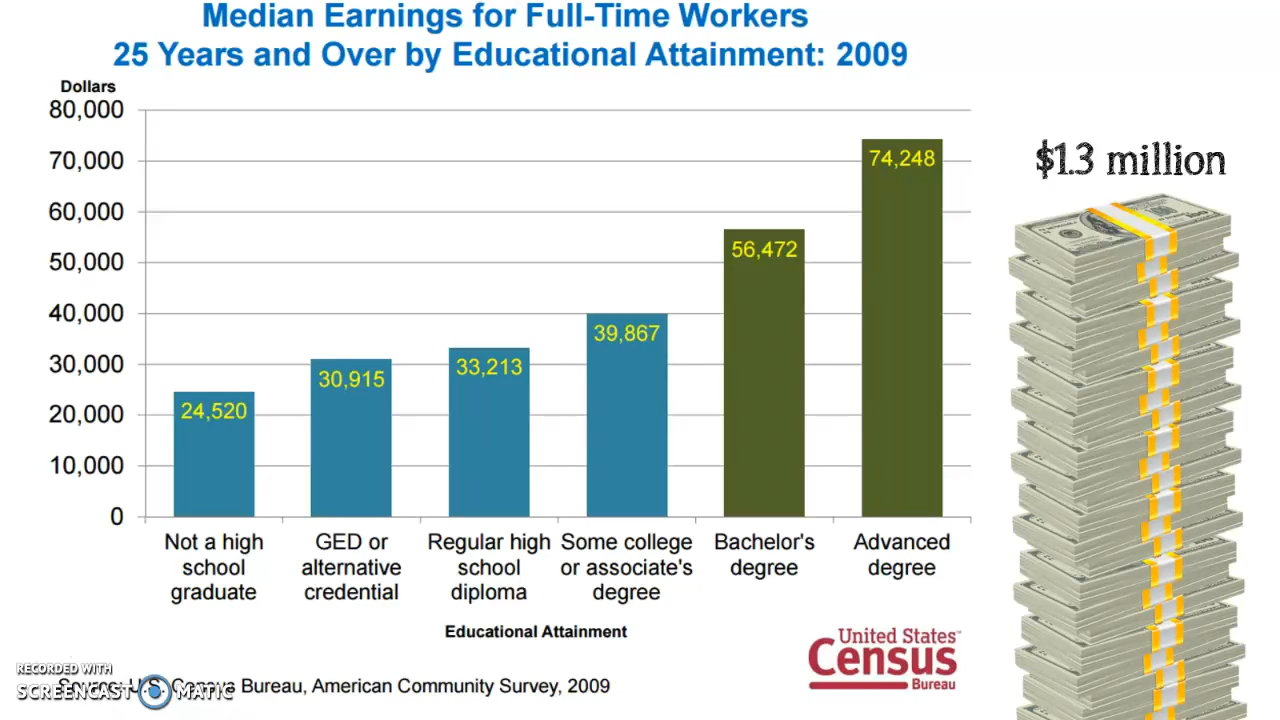 Median Earnings for Full-Time Workers
25 Years and Over by Educational Attainment: 2009
Dollars
80,000
70,000
60,000
50,000
40,000
30,000
20,000
10,000
0
24,520
30,915
33,213
39,867
56,472
74,248
Not a high
school
graduate
GED or
alternative
credential
Regular high
school
diploma
Some college
or associate's
degree
Bachelor's
degree
Advanced
degree
Educational Attainment
$1.3 million
United States™
Census
Bureau
RECORDED WITH
SCREENCAST MATIC
Source: U.S. Census Bureau, American Community Survey, 2009